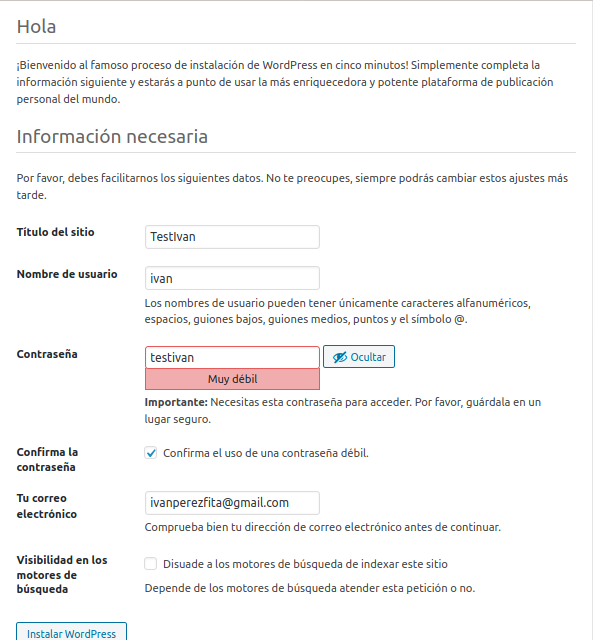 Hola
¡Bienvenido al famoso proceso de instalación de WordPress en cinco minutos! Simplemente completa la
información siguiente y estarás a punto de usar la más enriquecedora y potente plataforma de publicación
personal del mundo.
Información necesaria
Por favor, debes facilitarnos los siguientes datos. No te preocupes, siempre podrás cambiar estos ajustes más
tarde.
Título del sitio
TestIvan
Nombre de usuario
ivan
Los nombres de usuario pueden tener únicamente caracteres alfanuméricos,
espacios, guiones bajos, guiones medios, puntos y el símbolo @.
Contraseña
testivan
Ocultar
Muy débil
Importante: Necesitas esta contraseña para acceder. Por favor, guárdala en un
lugar seguro.
Confirma la
contraseña
Confirma el uso de una contraseña débil.
Tu correo
electrónico
ivanperezfita@gmail.com
Comprueba bien tu dirección de correo electrónico antes de continuar.
Visibilidad en los
motores de
búsqueda
Disuade a los motores de búsqueda de indexar este sitio
Depende de los motores de búsqueda atender esta petición o no.
Instalar WordPress